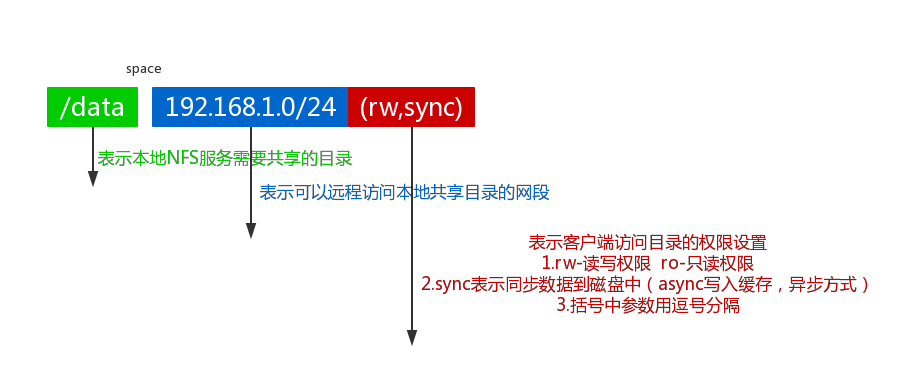 space
/data 192.168.1.0/24 (rw,sync)
表示本地NFS服务需要共享的目录
表示可以远程访问本地共享目录的网段
表示客户端访问目录的权限设置
1.rw-读写权限 ro-只读权限
2.sync表示同步数据到磁盘中（async写入缓存，异步方式）
3.括号中参数用逗号分隔